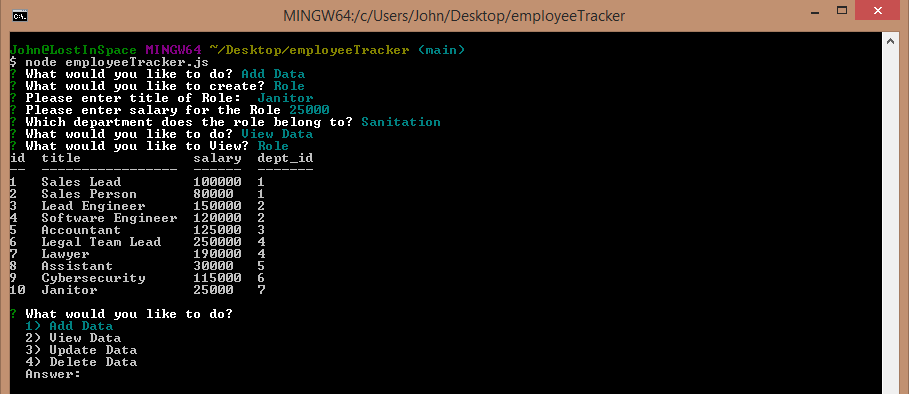 MINGW64:/c/Users/John/Desktop/employeeTracker
John@LostInSpace MINGW64 ~/Desktop/employeeTracker (main)
$ node employeeTracker.js
? What would you like to do? Add Data
? What would you like to create? Role
? Please enter title of Role:  Janitor
? Please enter salary for the Role 25000
? Which department does the role belong to? Sanitation
? What would you like to do? View Data
? What would you like to View? Role
id  title              salary  dept_id
--  -----------------  ------  -------
1   Sales Lead         100000  1
2   Sales Person       80000   1
3   Lead Engineer      150000  2
4   Software Engineer  120000  2
5   Accountant         125000  3
6   Legal Team Lead    250000  4
7   Lawyer             190000  4
8   Assistant          30000   5
9   Cybersecurity      115000  6
10  Janitor            25000   7
? What would you like to do?
1) Add Data
2) View Data
3) Update Data
4) Delete Data
Answer: